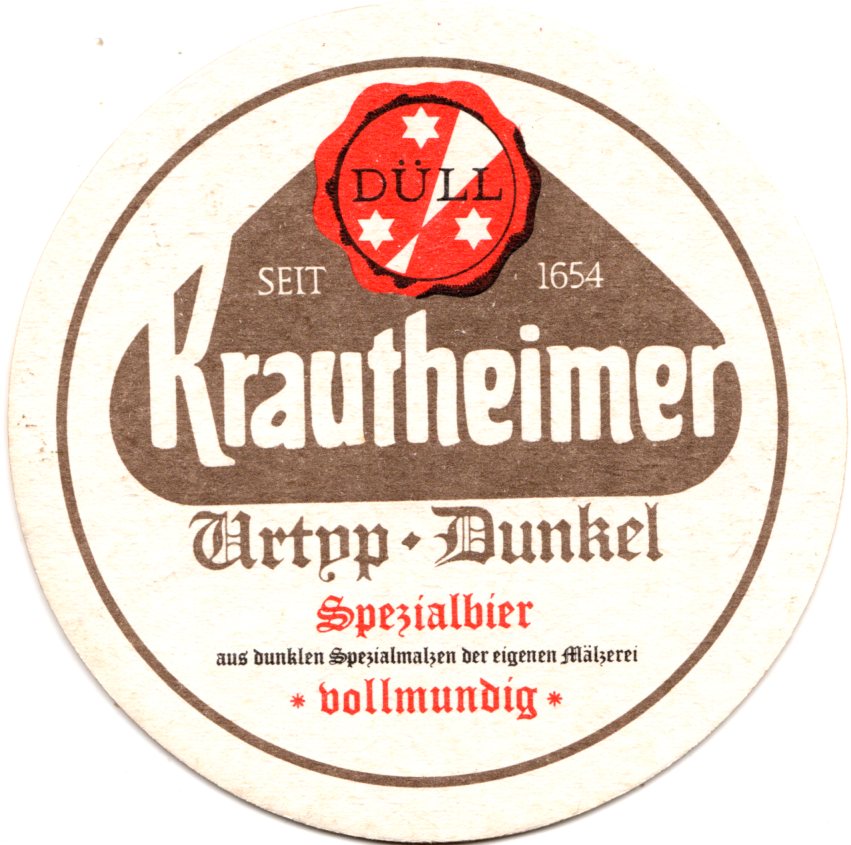 DÜLL
SEIT 1654
Krautheimer
Urtyp · Dunkel
Spezialbier
aus dunklen Spezialmalzen der eigenen Mälzerei
* vollmundig *